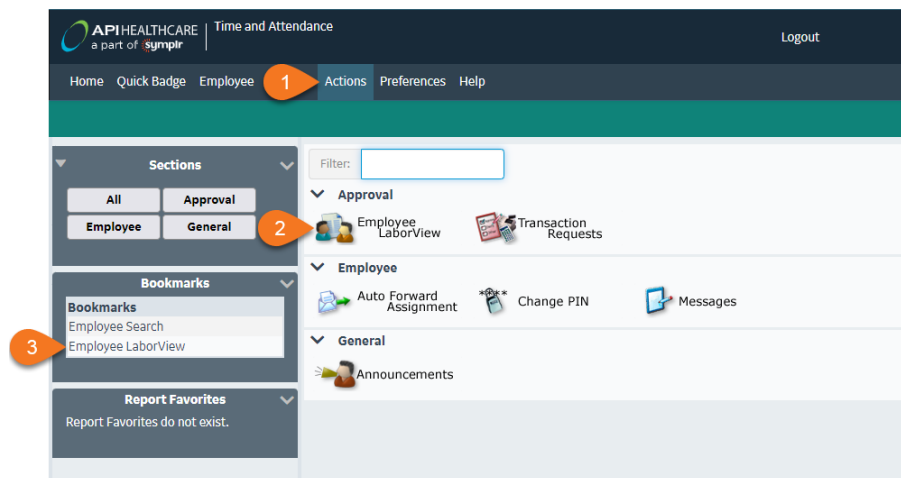 API HEALTHCARE
a part of symplr
Time and Attendance
Logout
Home Quick Badge Employee 1 Actions Preferences Help
Sections
All Approval
Employee General
Filter:
Approval
2
Employee
LaborView
Transaction
Requests
Employee
Auto Forward
Assignment
Change PIN
Messages
General
Announcements
Bookmarks
Bookmarks
Employee Search
3 Employee LaborView
Report Favorites
Report Favorites do not exist.